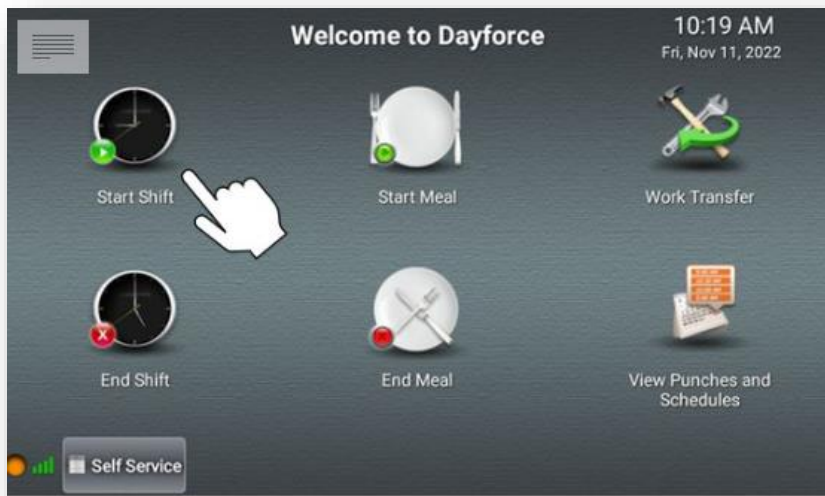 Welcome to Dayforce
10:19 AM
Fri, Nov 11, 2022
Start Shift
Start Meal
Work Transfer
End Shift
End Meal
View Punches and
Schedules
Self Service